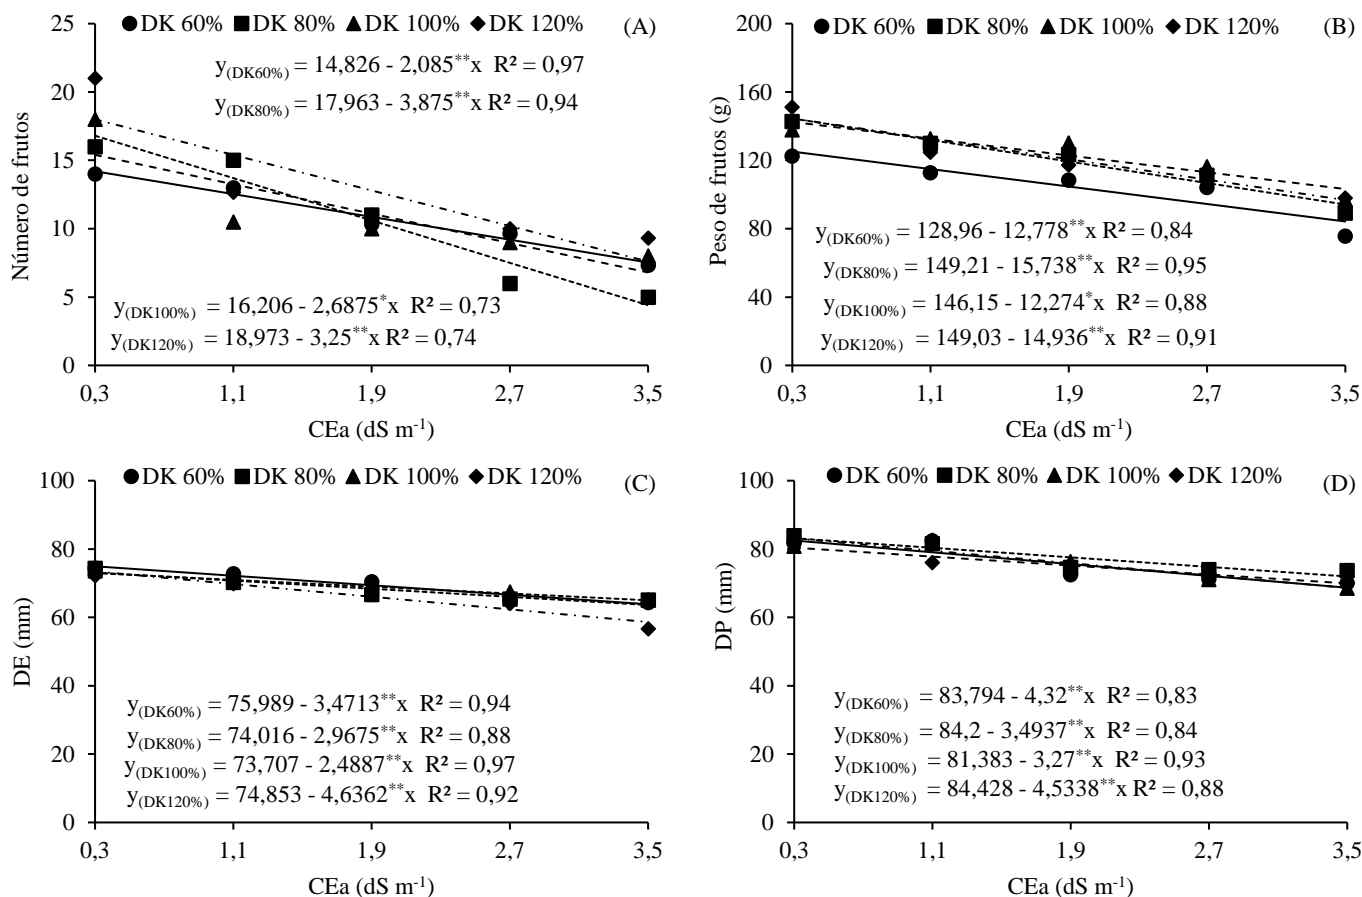 DK 60% DK 80% DK 100% DK 120% (A)
y(DK60%) = 14,826 - 2,085**x R² = 0,97
y(DK80%) = 17,963 - 3,875**x R² = 0,94
y(DK100%) = 16,206 - 2,6875*x R² = 0,73
y(DK120%) = 18,973 - 3,25**x R² = 0,74
Número de frutos
25
20
15
10
5
0
0,3 1,1 1,9 2,7 3,5
CEa (dS m-1)
DK 60% DK 80% DK 100% DK 120% (B)
y(DK60%) = 128,96 - 12,778**x R² = 0,84
y(DK80%) = 149,21 - 15,738**x R² = 0,95
y(DK100%) = 146,15 - 12,274*x R² = 0,88
y(DK120%) = 149,03 - 14,936**x R² = 0,91
Peso de frutos (g)
200
160
120
80
40
0
0,3 1,1 1,9 2,7 3,5
CEa (dS m-1)
DK 60% DK 80% DK 100% DK 120% (C)
y(DK60%) = 75,989 - 3,4713**x R² = 0,94
y(DK80%) = 74,016 - 2,9675**x R² = 0,88
y(DK100%) = 73,707 - 2,4887**x R² = 0,97
y(DK120%) = 74,853 - 4,6362**x R² = 0,92
DE (mm)
100
80
60
40
20
0
0,3 1,1 1,9 2,7 3,5
CEa (dS m-1)
DK 60% DK 80% DK 100% DK 120% (D)
y(DK60%) = 83,794 - 4,32**x R² = 0,83
y(DK80%) = 84,2 - 3,4937**x R² = 0,84
y(DK100%) = 81,383 - 3,27**x R² = 0,93
y(DK120%) = 84,428 - 4,5338**x R² = 0,88
DP (mm)
100
80
60
40
20
0
0,3 1,1 1,9 2,7 3,5
CEa (dS m-1)